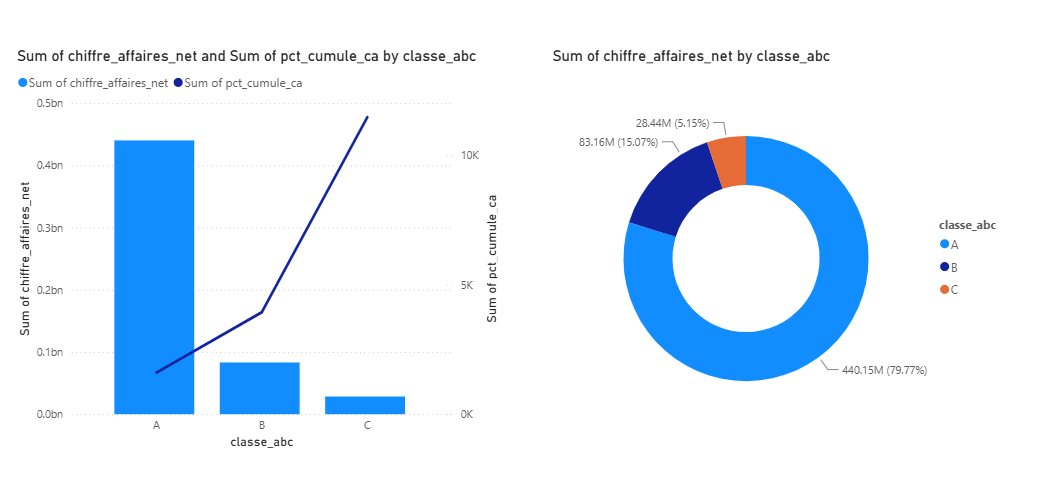 Sum of chiffre_affaires_net and Sum of pct_cumule_ca by classe_abc
Sum of chiffre_affaires_net Sum of pct_cumule_ca
0.5bn
0.4bn
0.3bn
0.2bn
0.1bn
0.0bn
Sum of chiffre_affaires_net
10K
5K
0K
Sum of pct_cumule_ca
A B C
classe_abc
Sum of chiffre_affaires_net by classe_abc
28.44M (5.15%)
83.16M (15.07%)
440.15M (79.77%)
classe_abc
A
B
C